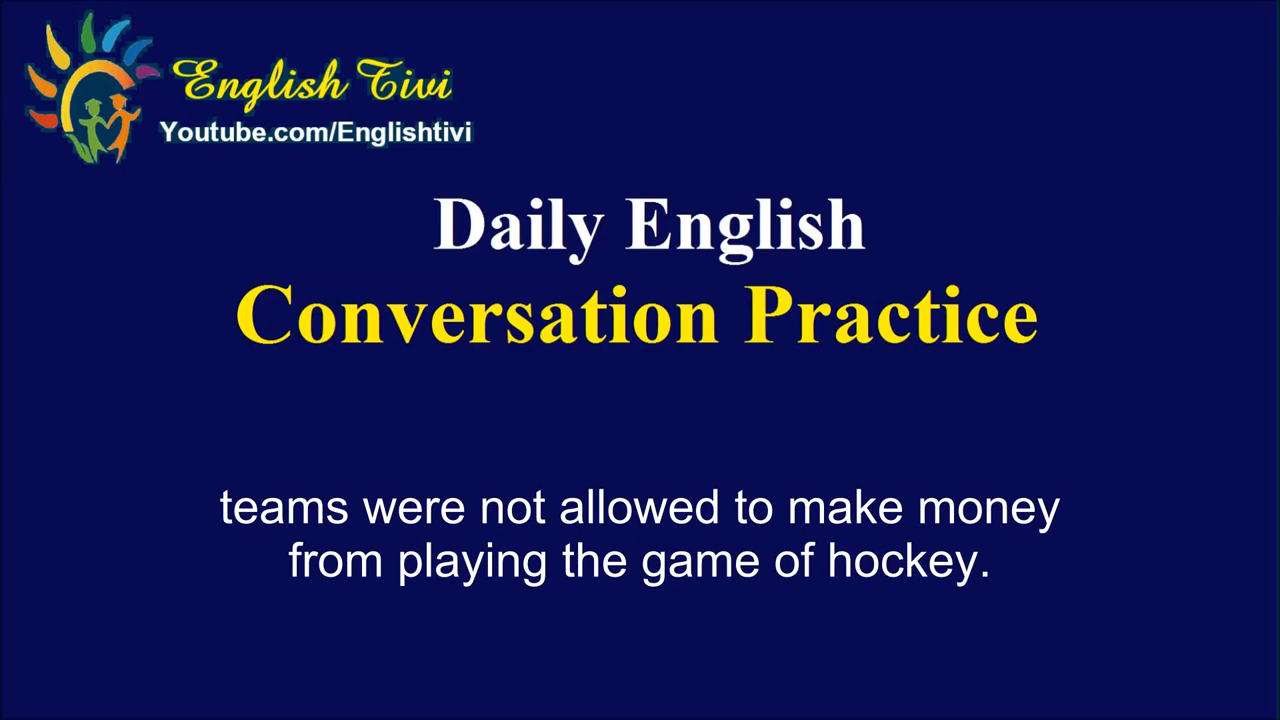 English Tivi
Youtube.com/Englishtivi
Daily English
Conversation Practice
teams were not allowed to make money
from playing the game of hockey.